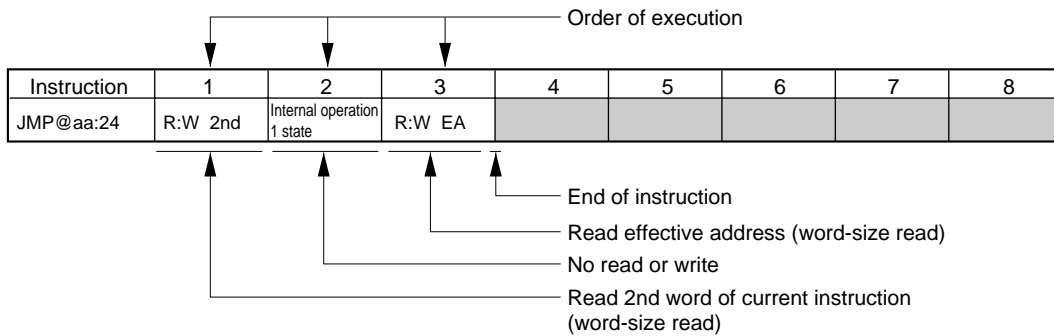 Order of execution
Instruction 1 2 3 4 5 6 7 8
JMP@aa:24 R:W 2nd Internal operation R:W EA
1 state
End of instruction
Read effective address (word-size read)
No read or write
Read 2nd word of current instruction
(word-size read)